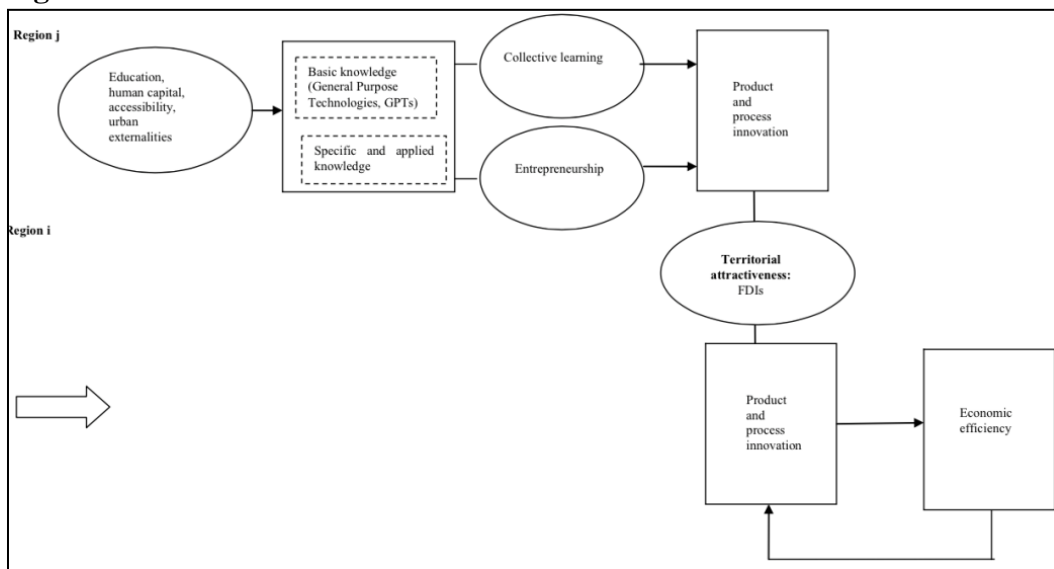 Region j
Education,
human capital,
accessibility,
urban
externalities
Basic knowledge
(General Purpose
Technologies, GPTs)
Specific and applied
knowledge
Collective learning
Entrepreneurship
Product
and
process
innovation
Region i
Territorial
attractiveness:
FDIs
Product
and
process
innovation
Economic
efficiency